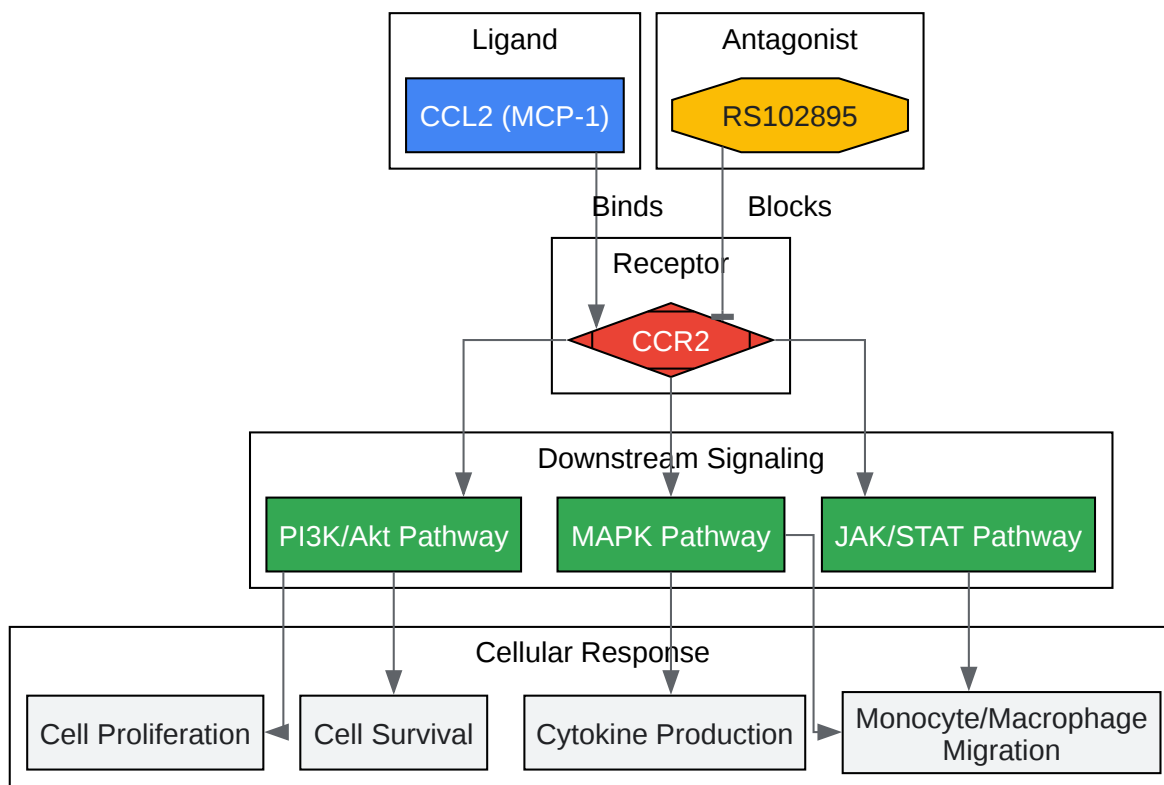 Ligand
Antagonist
CCL2 (MCP-1)
RS102895
Binds
Blocks
Receptor
CCR2
Downstream Signaling
PI3K/Akt Pathway
MAPK Pathway
JAK/STAT Pathway
Cellular Response
Cell Proliferation
Cell Survival
Cytokine Production
Monocyte/Macrophage
Migration